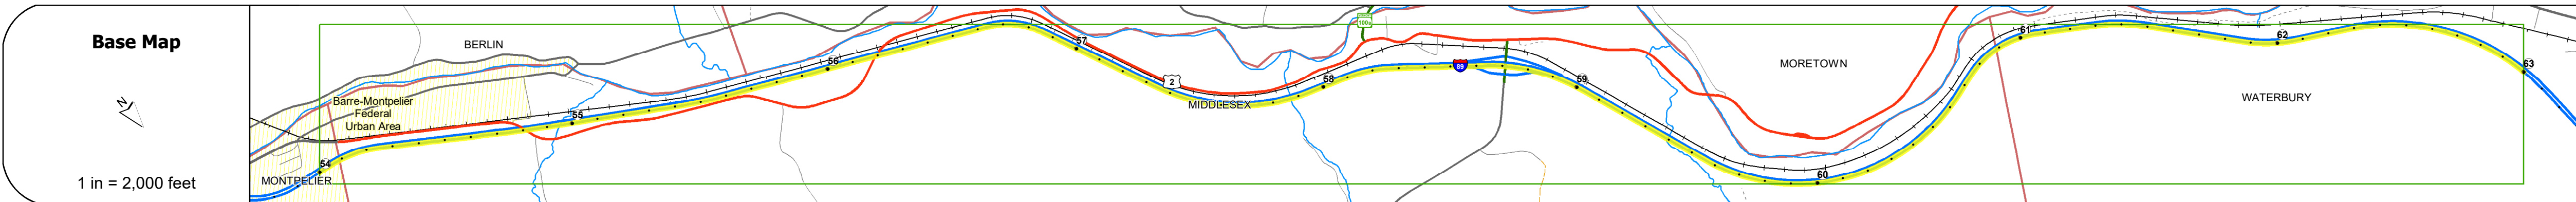 Base Map
N
1 in = 2,000 feet
BERLIN
Barre-Montpelier
Federal
Urban Area
MONTPELIER
54
55
56
57
2
MIDDLESEX
58
100B
89
59
MORETOWN
60
61
WATERBURY
62
63